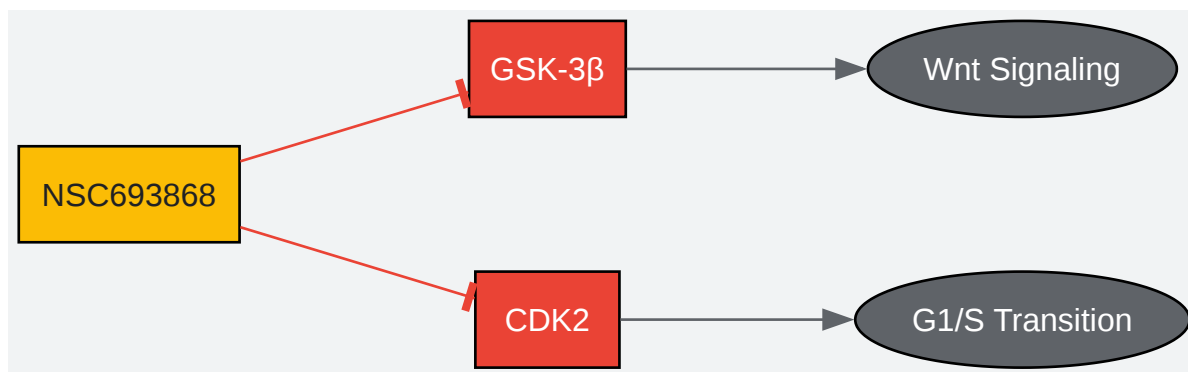 GSK-3β
Wnt Signaling
NSC693868
CDK2
G1/S Transition